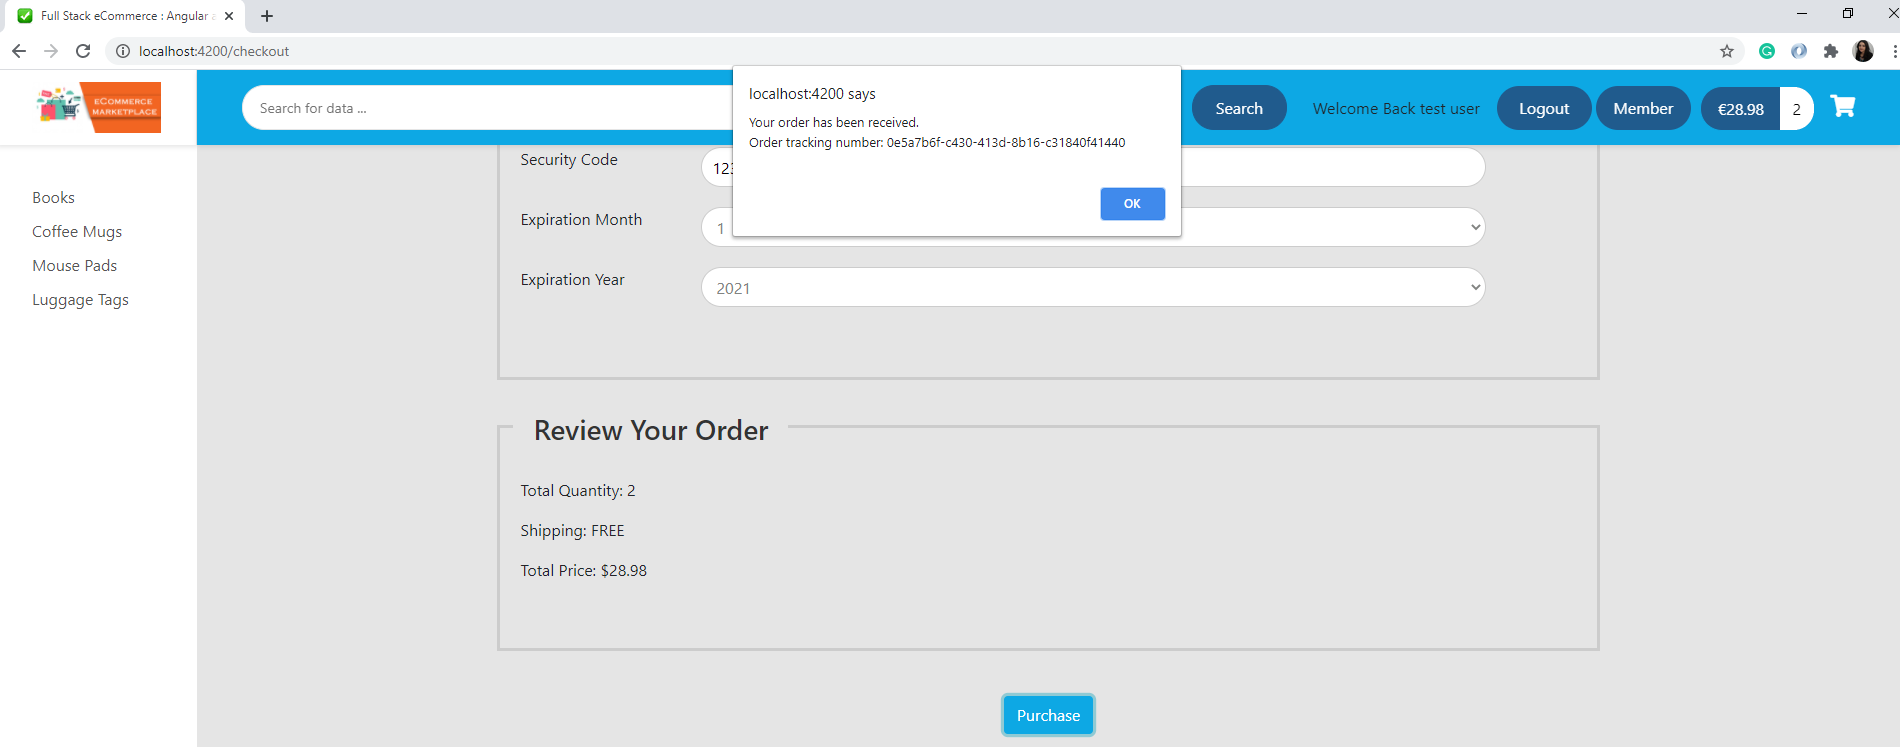 Full Stack eCommerce : Angular a
localhost:4200/checkout
eCOMMERCE
MARKETPLACE
Search for data ...
Search
Welcome Back test user
Logout
Member
€28.98
2
localhost:4200 says
Your order has been received.
Order tracking number: 0e5a7b6f-c430-413d-8b16-c31840f41440
OK
Books
Coffee Mugs
Mouse Pads
Luggage Tags
Security Code
123
Expiration Month
1
Expiration Year
2021
Review Your Order
Total Quantity: 2
Shipping: FREE
Total Price: $28.98
Purchase